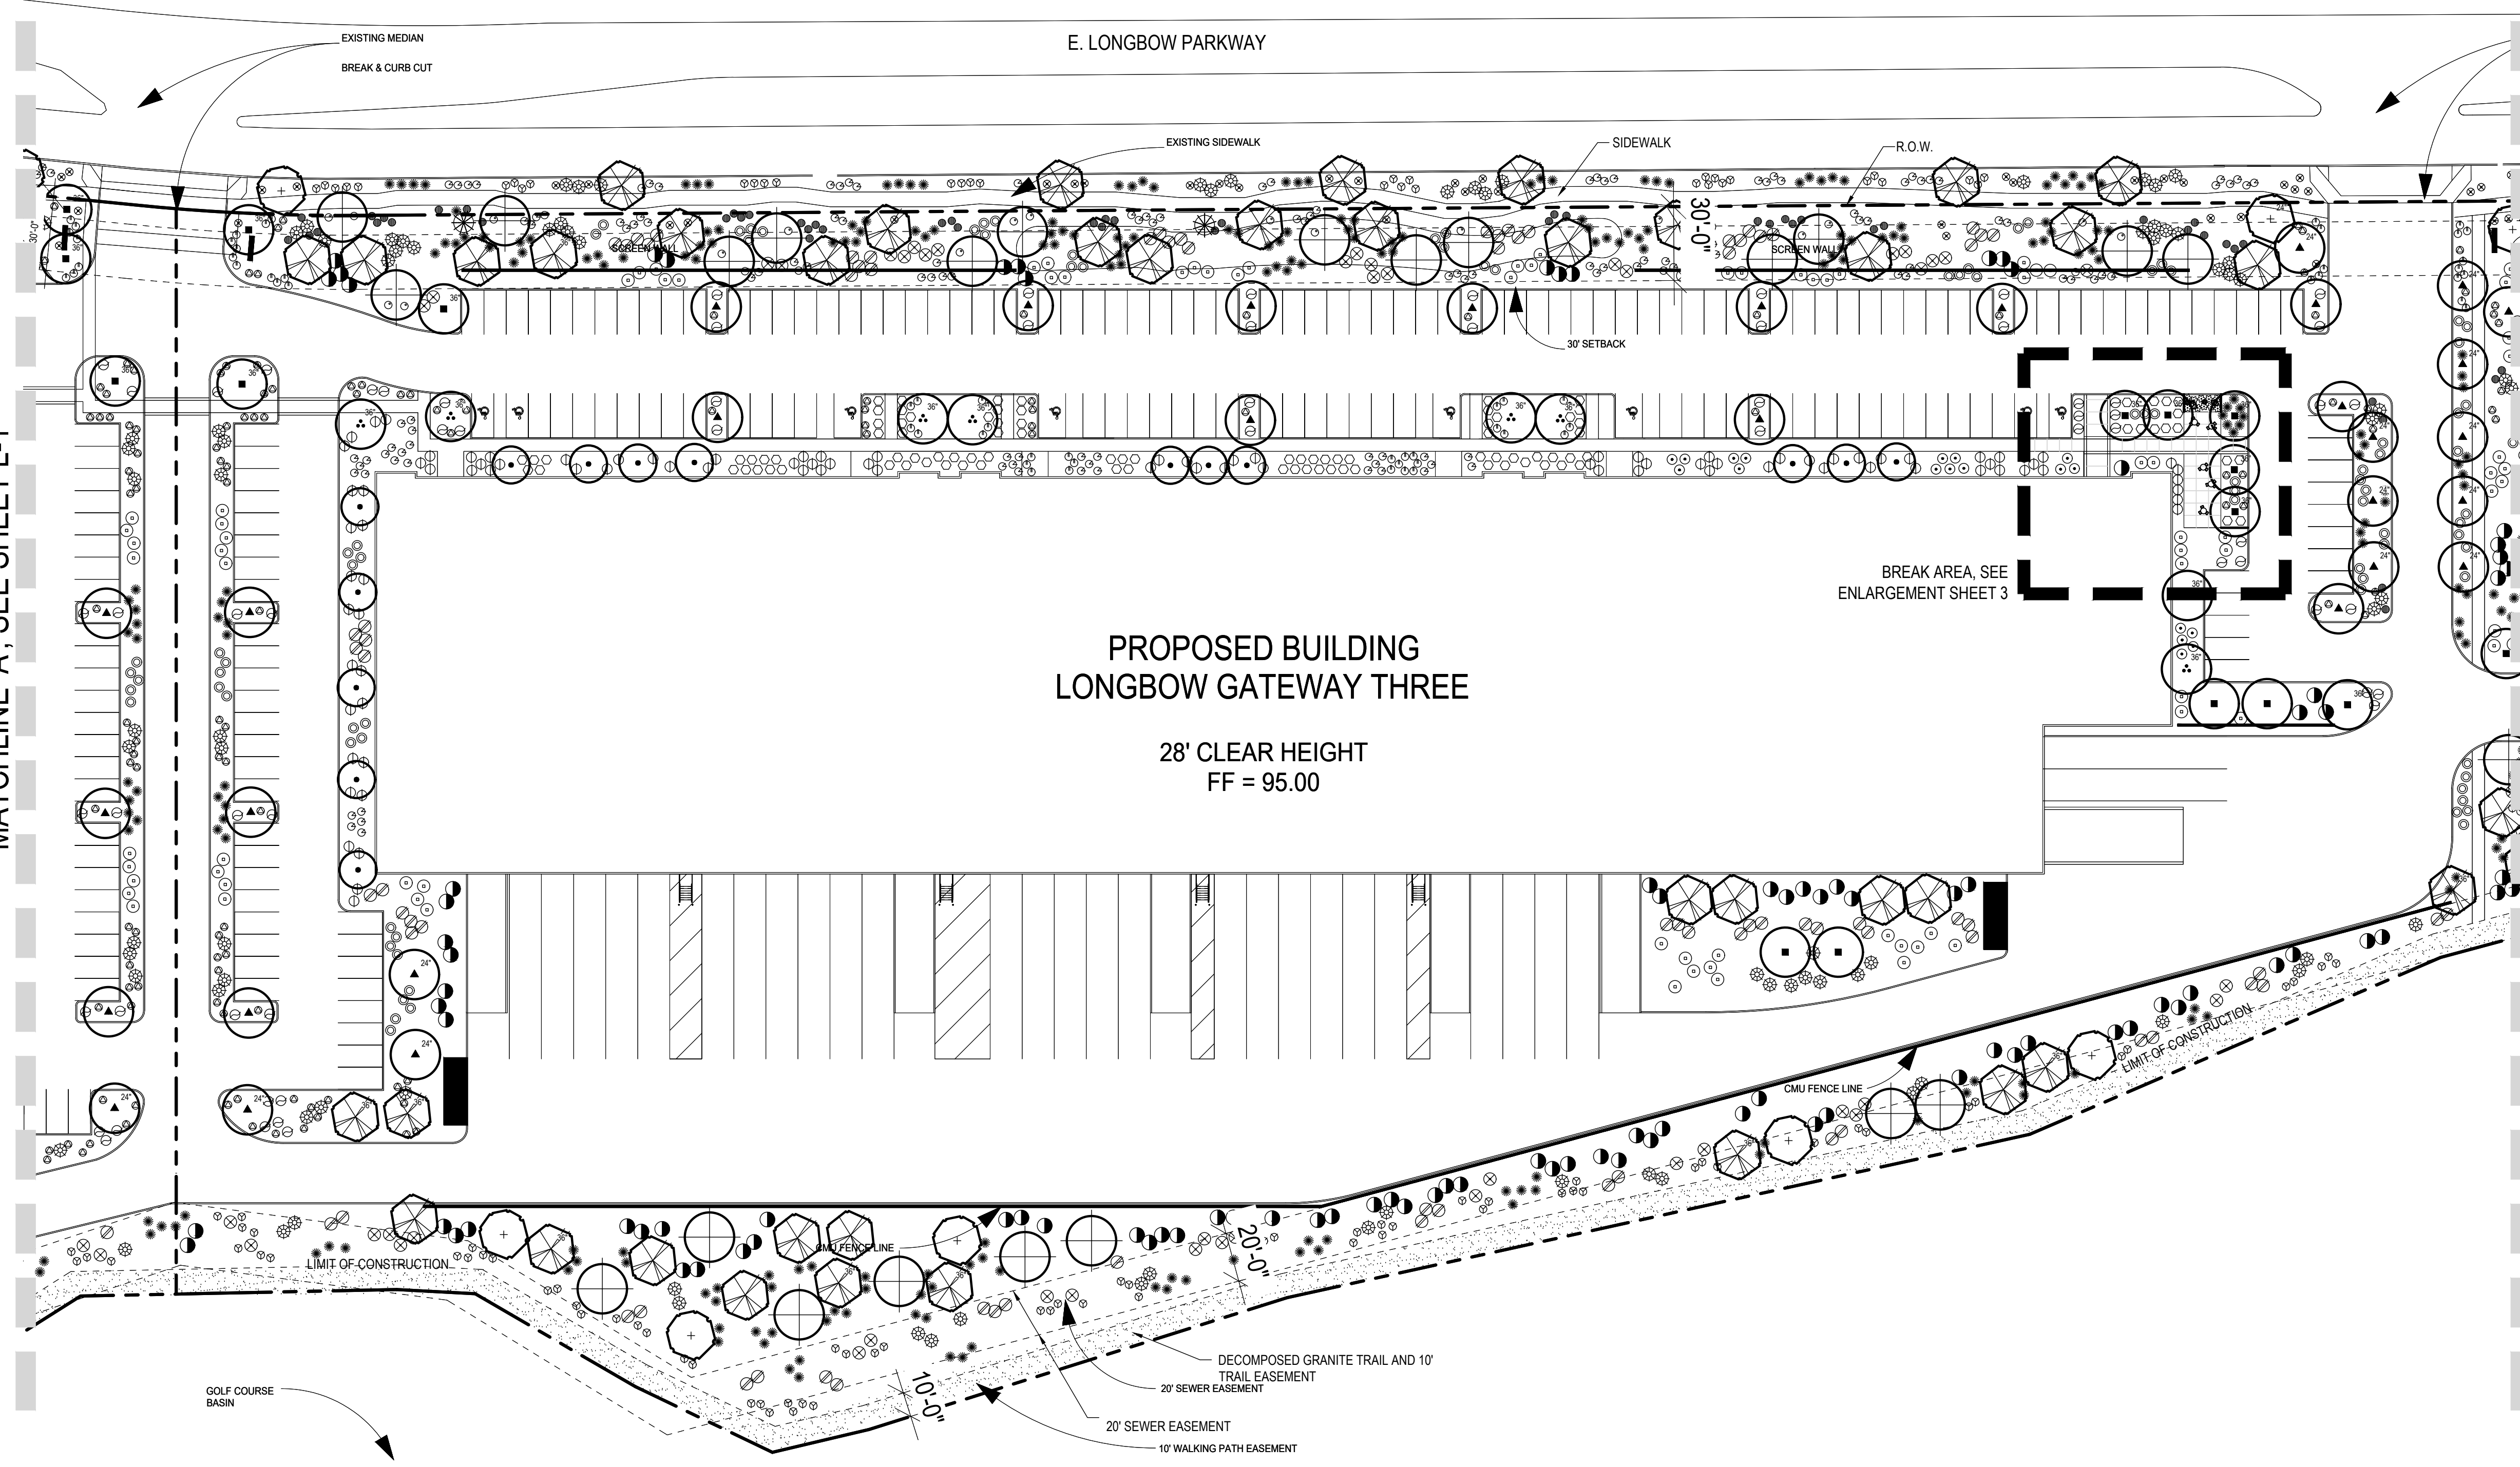 E. LONGBOW PARKWAY
EXISTING MEDIAN
BREAK & CURB CUT
EXISTING SIDEWALK
SIDEWALK
R.O.W.
30'-0"
SCREEN WALL
30'-0"
SCREEN WALL
30' SETBACK
BREAK AREA, SEE
ENLARGEMENT SHEET 3
PROPOSED BUILDING
LONGBOW GATEWAY THREE
28' CLEAR HEIGHT
FF = 95.00
CMU FENCE LINE
LIMIT OF CONSTRUCTION
CMU FENCE LINE
LIMIT OF CONSTRUCTION
20'-0"
10'-0"
DECOMPOSED GRANITE TRAIL AND 10'
TRAIL EASEMENT
20' SEWER EASEMENT
20' SEWER EASEMENT
10' WALKING PATH EASEMENT
GOLF COURSE
BASIN